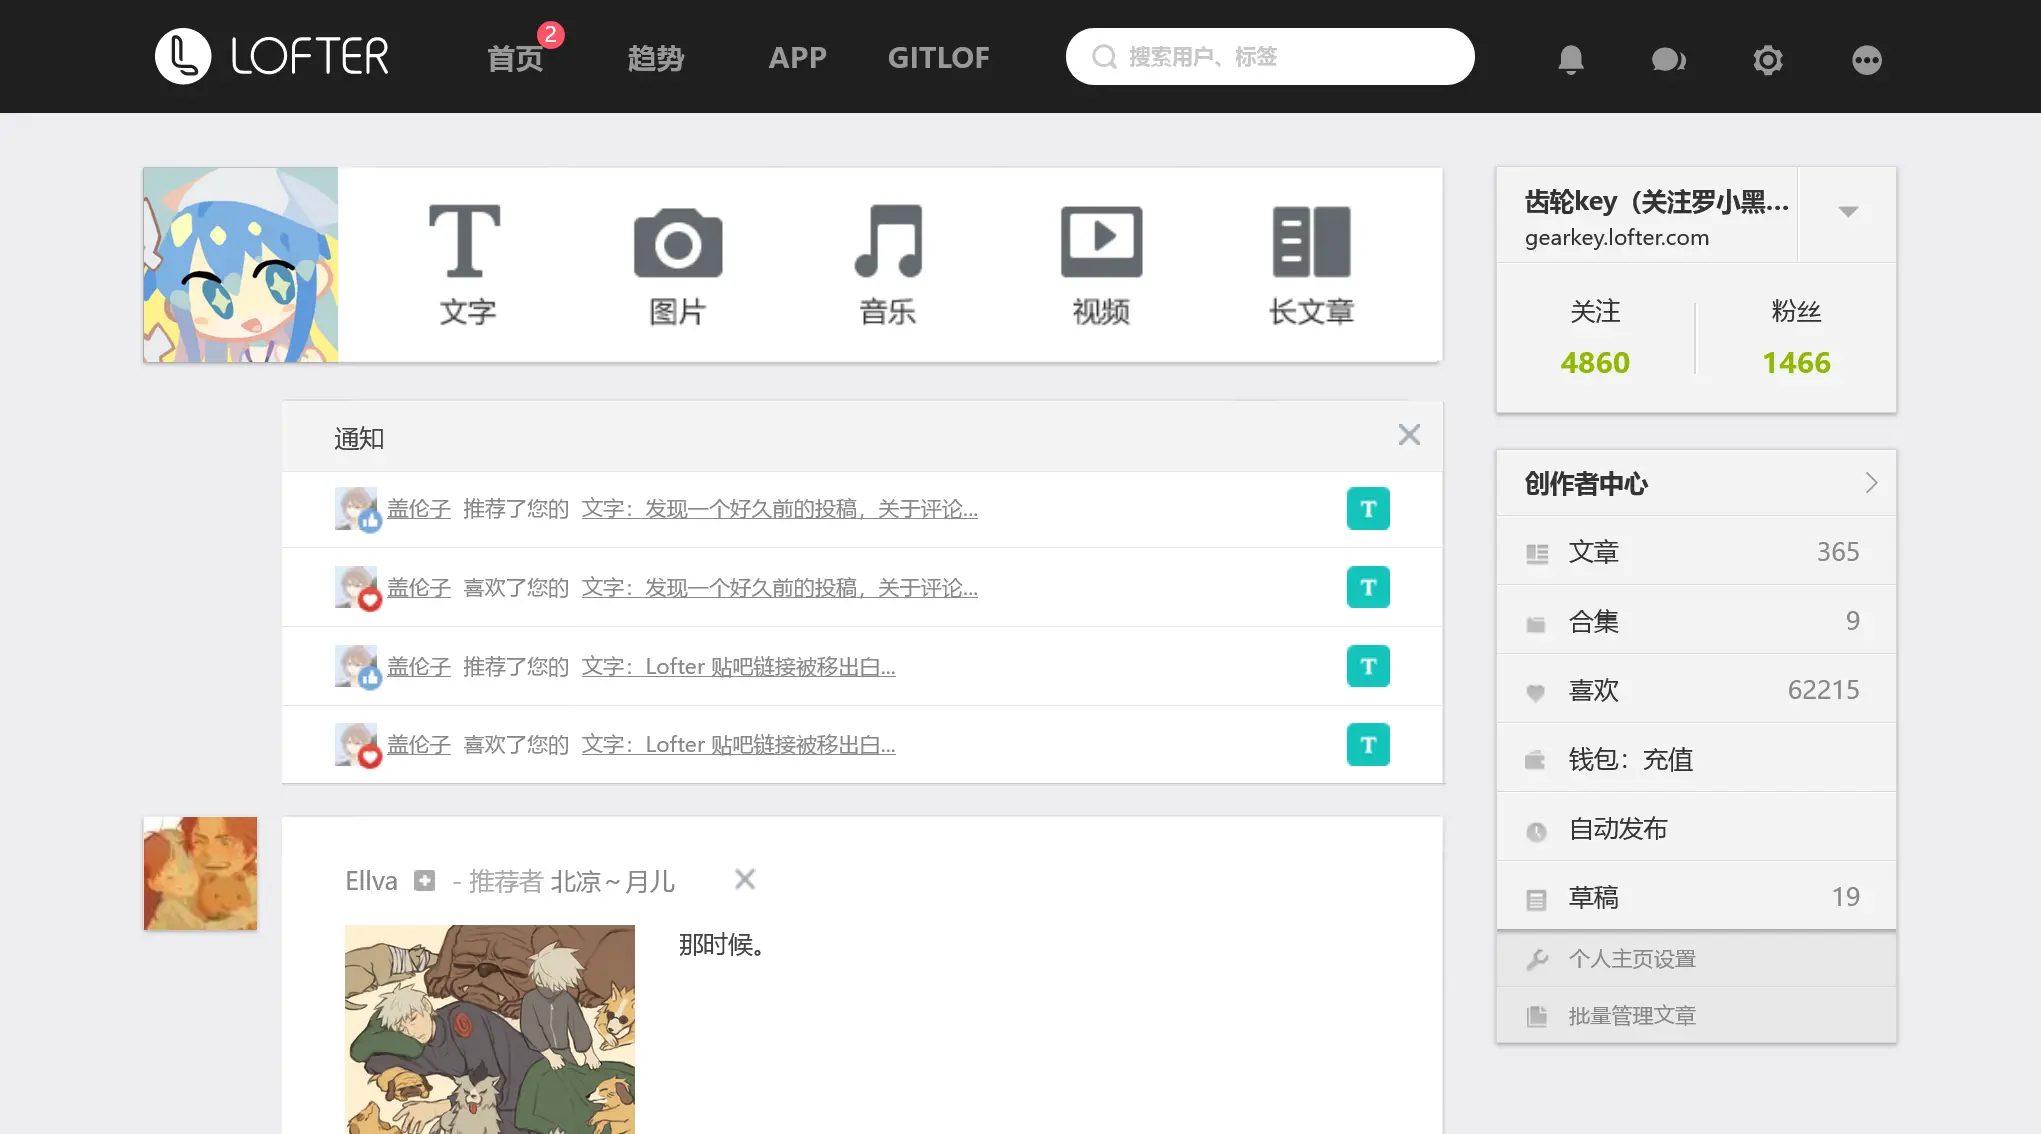 LOFTER
首页
2
趋势
APP
GITLOF
搜索用户、标签
文字
图片
音乐
视频
长文章
齿轮key（关注罗小黑...
gearkey.lofter.com
关注
4860
粉丝
1466
通知
盖伦子 推荐了您的 文字：发现一个好久前的投稿，关于评论...
盖伦子 喜欢了您的 文字：发现一个好久前的投稿，关于评论...
盖伦子 推荐了您的 文字：Lofter 贴吧链接被移出白...
盖伦子 喜欢了您的 文字：Lofter 贴吧链接被移出白...
创作者中心
文章 365
合集 9
喜欢 62215
钱包：充值
自动发布
草稿 19
个人主页设置
批量管理文章
Ellva - 推荐者 北凉～月儿
那时候。